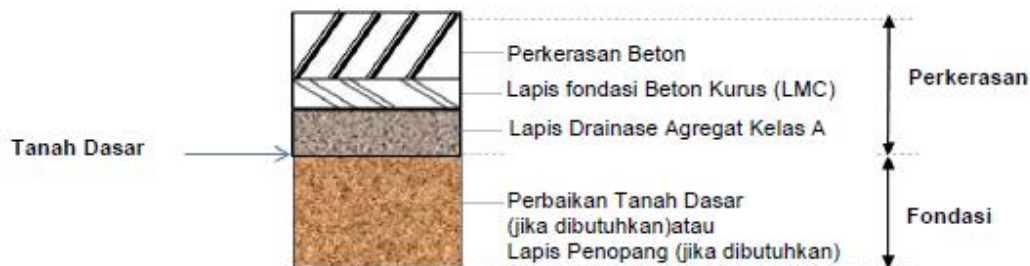 Perkerasan Beton
Lapis fondasi Beton Kurus (LMC)
Perkerasan
Lapis Drainase Agregat Kelas A
Tanah Dasar
Perbaikan Tanah Dasar
(jika dibutuhkan)atau
Lapis Penopang (jika dibutuhkan)
Fondasi